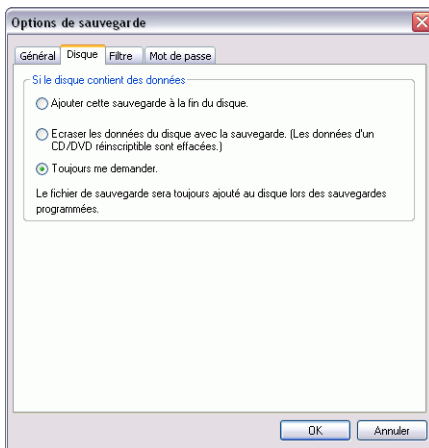 Options de sauvegarde
Général Disque Filtre Mot de passe
Si le disque contient des données
Ajouter cette sauvegarde à la fin du disque.
Ecraser les données du disque avec la sauvegarde. (Les données d'un
CD/DVD réinscriptible sont effacées.)
Toujours me demander.
Le fichier de sauvegarde sera toujours ajouté au disque lors des sauvegardes
programmées.
OK Annuler